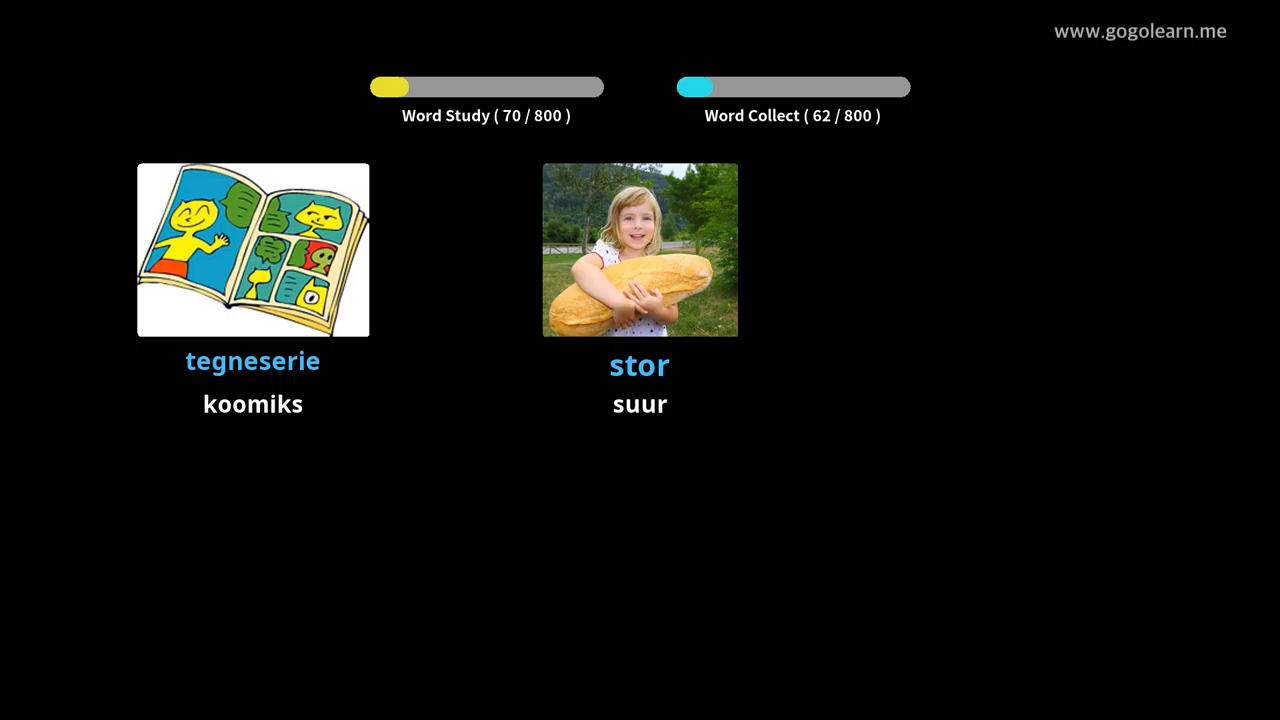 www.gogolearn.me
Word Study ( 70 / 800 )
Word Collect ( 62 / 800 )
tegneserie
koomiks
stor
suur